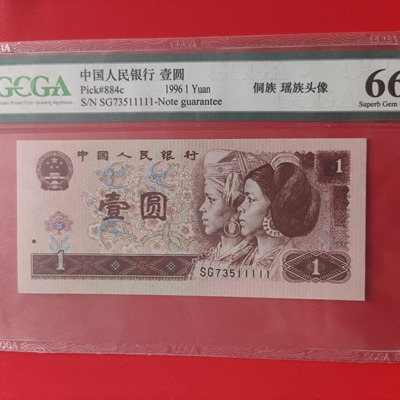 GCGA
中国人民银行 壹圆
Pick#884c 1996 1 Yuan
S/N SG73511111-Note guarantee
侗族 瑶族头像
66
Superb Gem
中国人民银行
1
壹圆
SG73511111
1
1